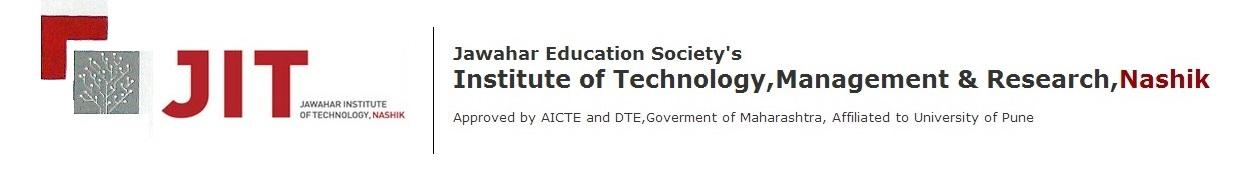 JIT
JAWAHAR INSTITUTE
OF TECHNOLOGY, NASHIK
Jawahar Education Society's
Institute of Technology,Management & Research,Nashik
Approved by AICTE and DTE,Goverment of Maharashtra, Affiliated to University of Pune